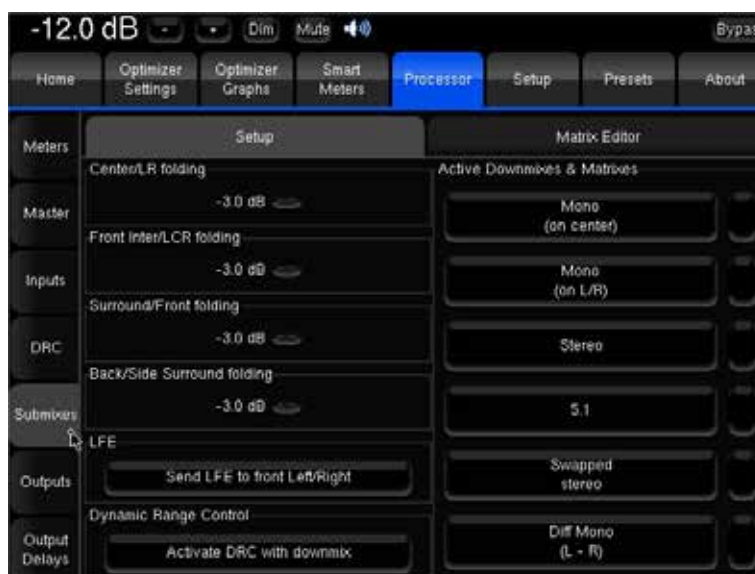 -12.0 dB - + Dim Mute
Home
Optimizer
Settings
Optimizer
Graphs
Smart
Meters
Processor
Setup
Presets
About
Meters
Master
Inputs
DRC
Submixes
Outputs
Output
Delays
Setup
Matrix Editor
Center/LR folding
-3.0 dB
Front Inter/LCR folding
-3.0 dB
Surround/Front folding
-3.0 dB
Back/Side Surround folding
-3.0 dB
LFE
Send LFE to front Left/Right
Dynamic Range Control
Activate DRC with downmix
Active Downmixes & Matrixes
Mono
(on center)
Mono
(on L/R)
Stereo
5.1
Swapped
stereo
Diff Mono
(L - R)